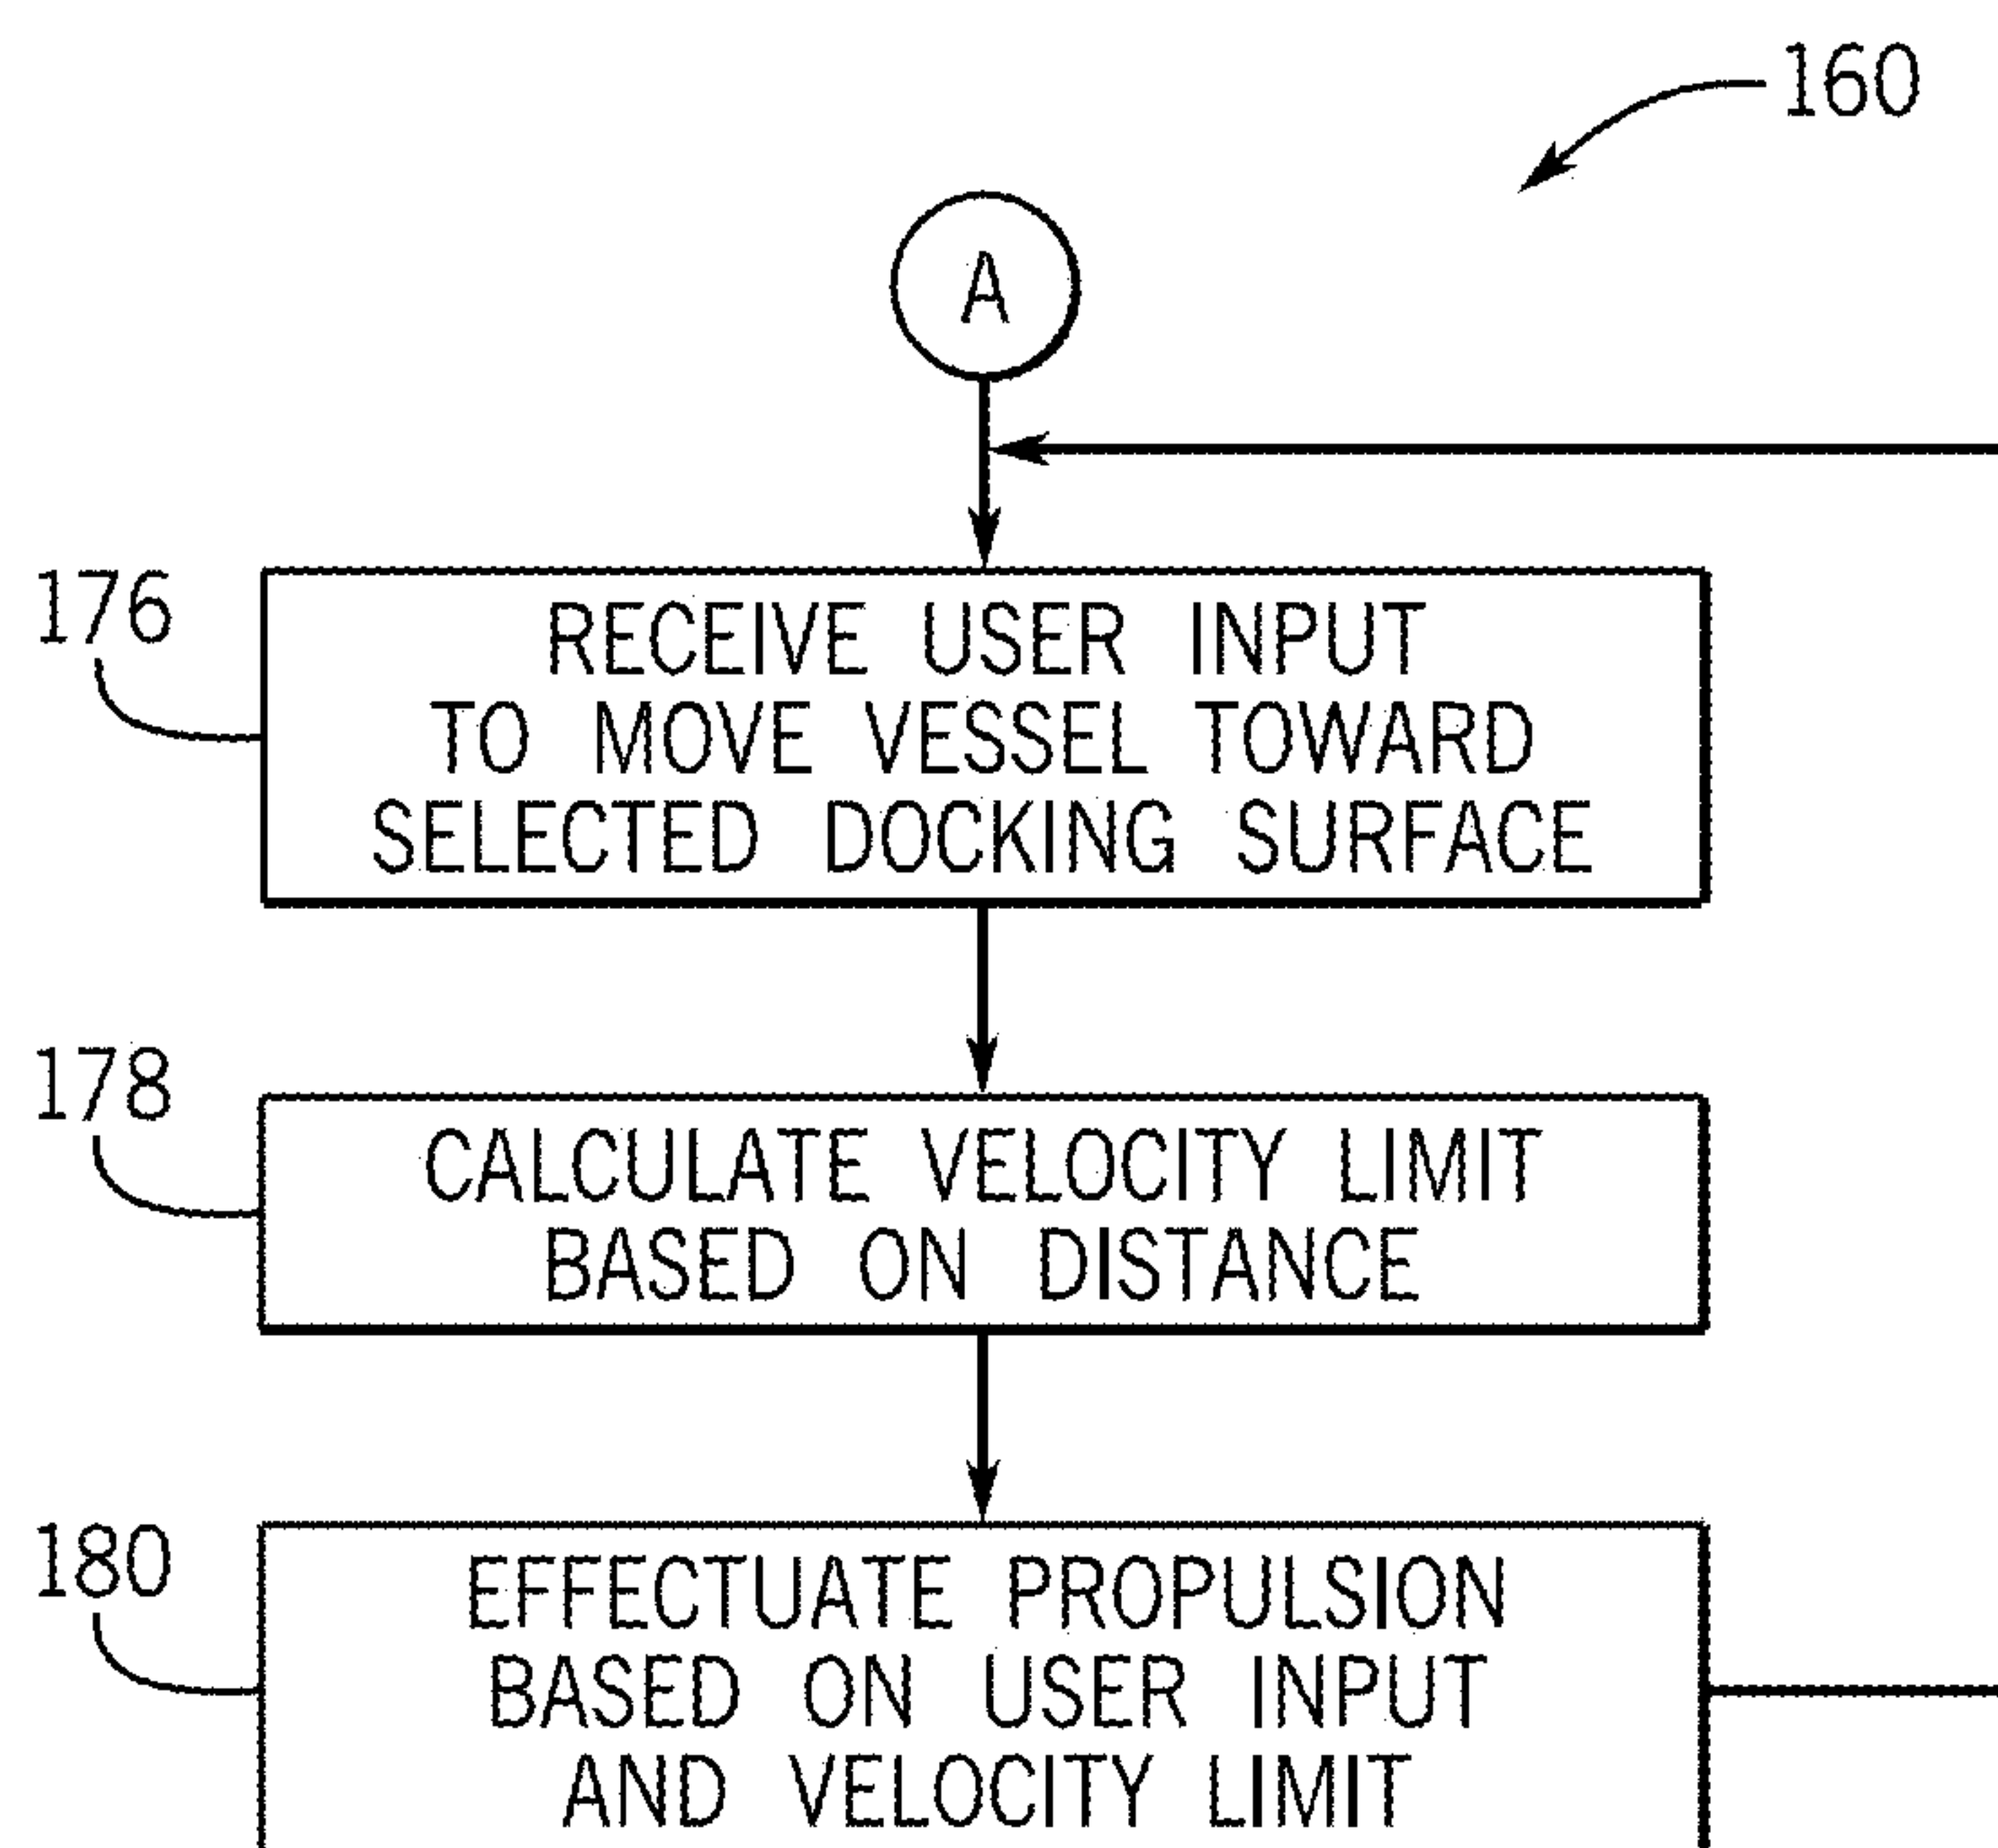 160
A
176
RECEIVE USER INPUT
TO MOVE VESSEL TOWARD
SELECTED DOCKING SURFACE
178
CALCULATE VELOCITY LIMIT
BASED ON DISTANCE
180
EFFECTUATE PROPULSION
BASED ON USER INPUT
AND VELOCITY LIMIT